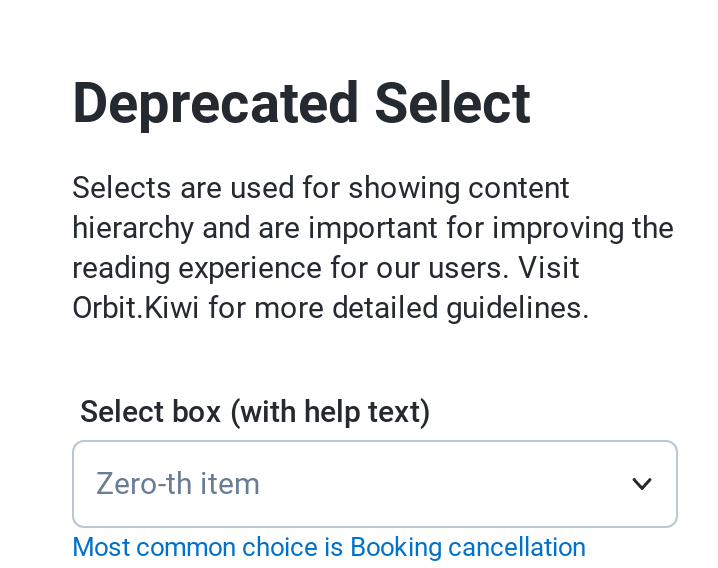 Deprecated Select
Selects are used for showing content
hierarchy and are important for improving the
reading experience for our users. Visit
Orbit.Kiwi for more detailed guidelines.
Select box (with help text)
Zero-th item
Most common choice is Booking cancellation